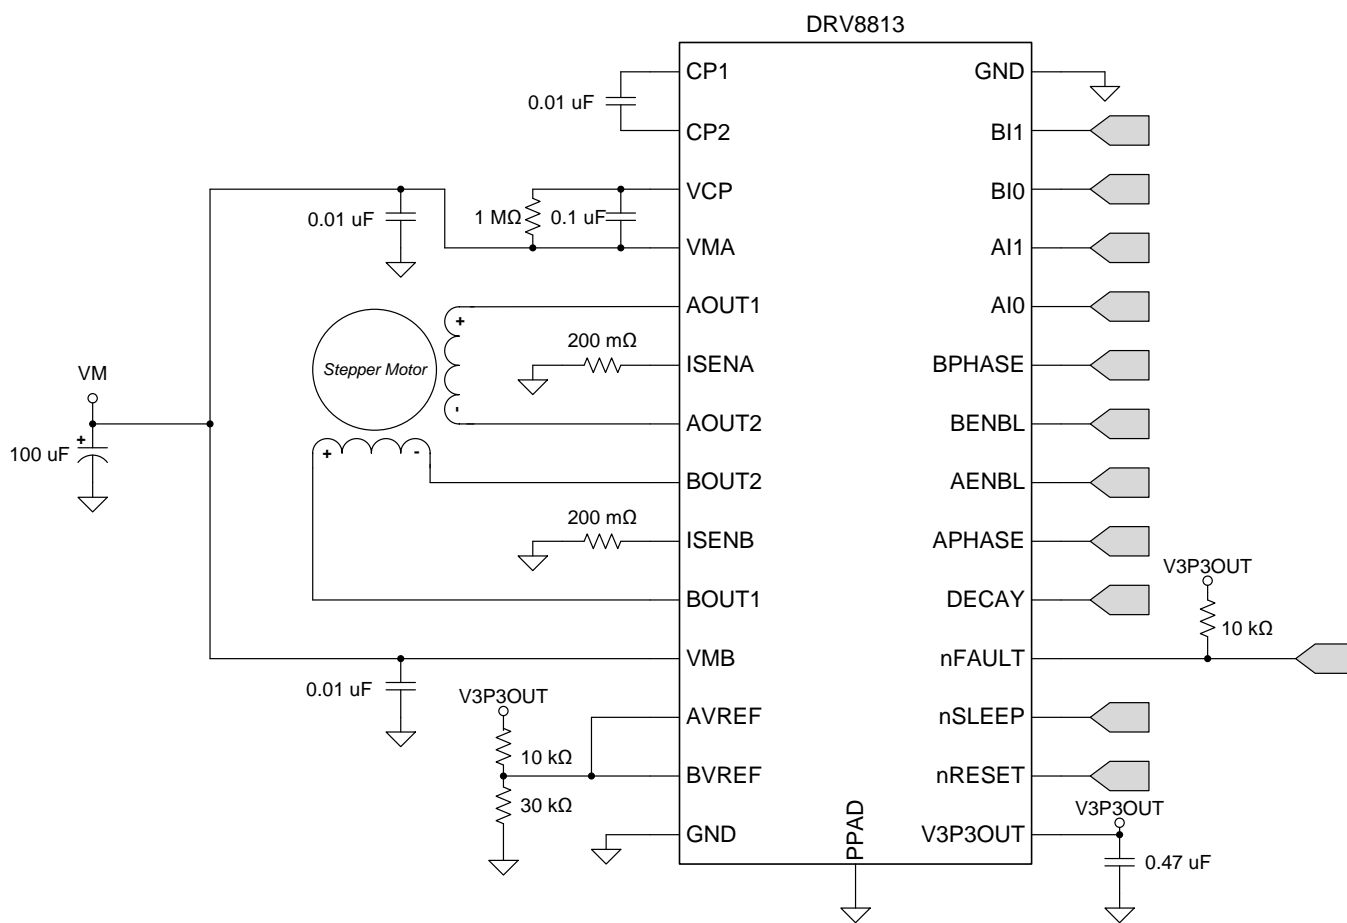 DRV8813
CP1
GND
0.01 uF
CP2
BI1
VCP
BI0
0.01 uF
1 MΩ
0.1 uF
VMA
AI1
AOUT1
AI0
+
200 mΩ
Stepper Motor
ISENA
BPHASE
VM
-
AOUT2
BENBL
+
100 uF
+
-
BOUT2
AENBL
200 mΩ
ISENB
APHASE
V3P3OUT
BOUT1
DECAY
10 kΩ
VMB
nFAULT
0.01 uF
V3P3OUT
AVREF
nSLEEP
10 kΩ
BVREF
nRESET
30 kΩ
V3P3OUT
GND
PPAD
V3P3OUT
0.47 uF